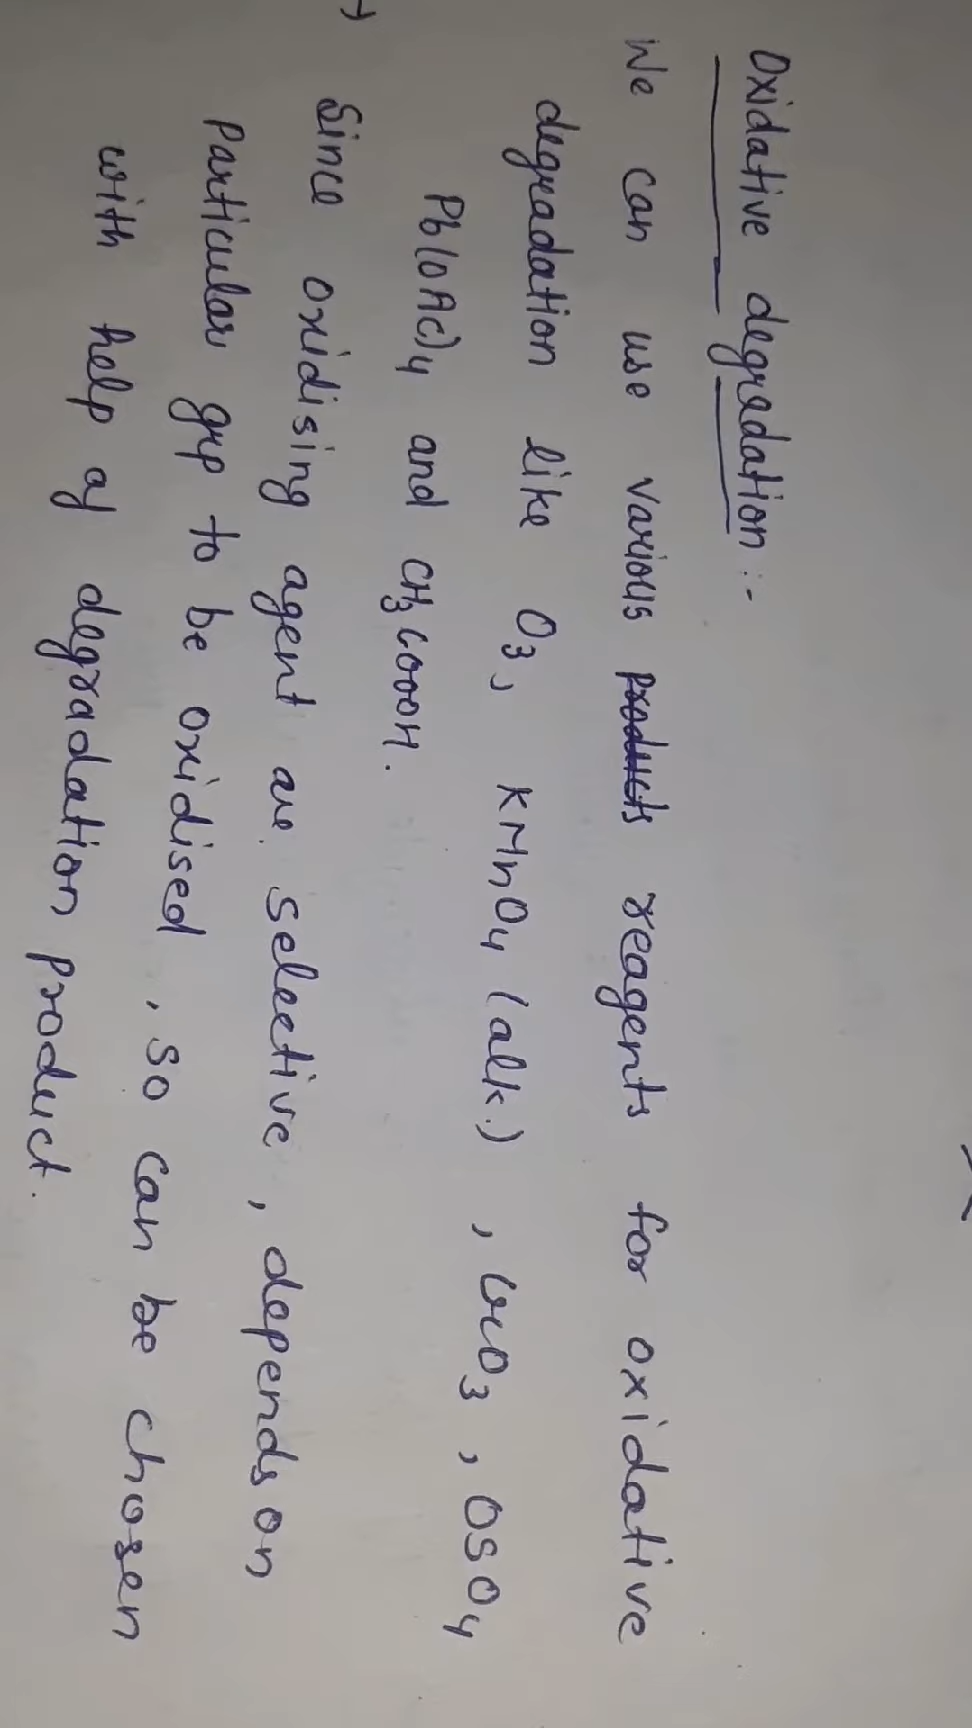 Oxidative degradation :-
We can use various products reagents for oxidative
degradation like O3, KMnO4 (alk.) , CrO3 , OSO4
Pb(OAc)4 and CH3COOH.
Since oxidising agent are selective , depends on
particular grp to be oxidised , so can be chosen
with help of degradation product.